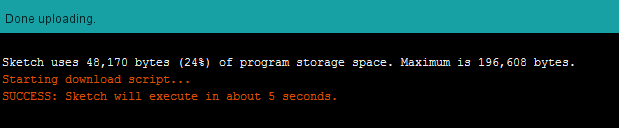 Done uploading.
Sketch uses 48,170 bytes (24%) of program storage space. Maximum is 196,608 bytes.
Starting download script...
SUCCESS: Sketch will execute in about 5 seconds.